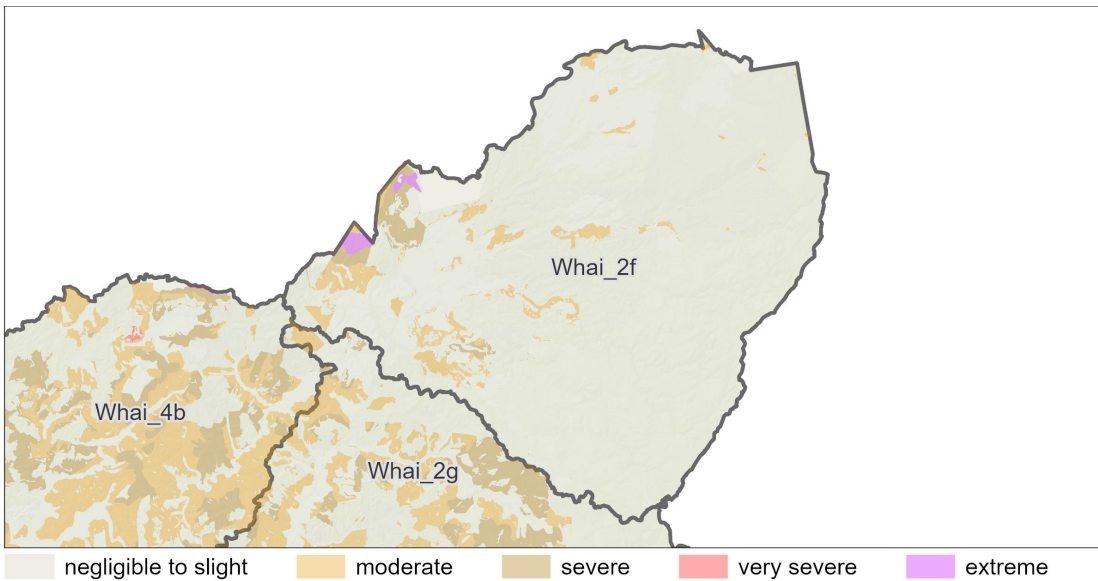 Whai_2f
Whai_4b
Whai_2g
negligible to slight moderate severe very severe extreme